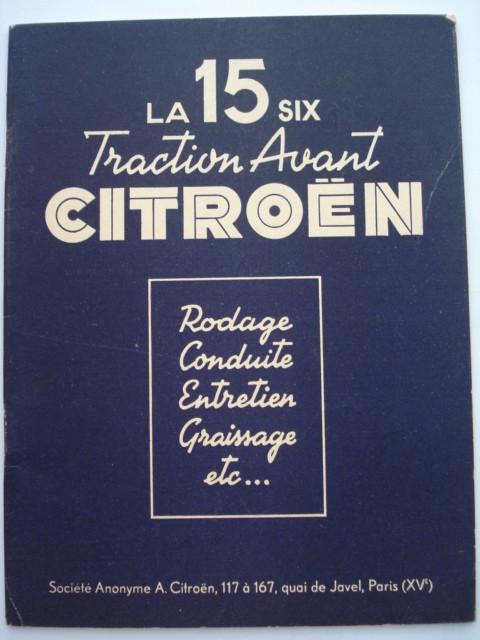 LA 15 SIX
Traction Avant
CITROËN
Rodage
Conduite
Entretien
Graissage
etc...
Société Anonyme A. Citroën, 117 à 167, quai de Javel, Paris (XVᵉ)